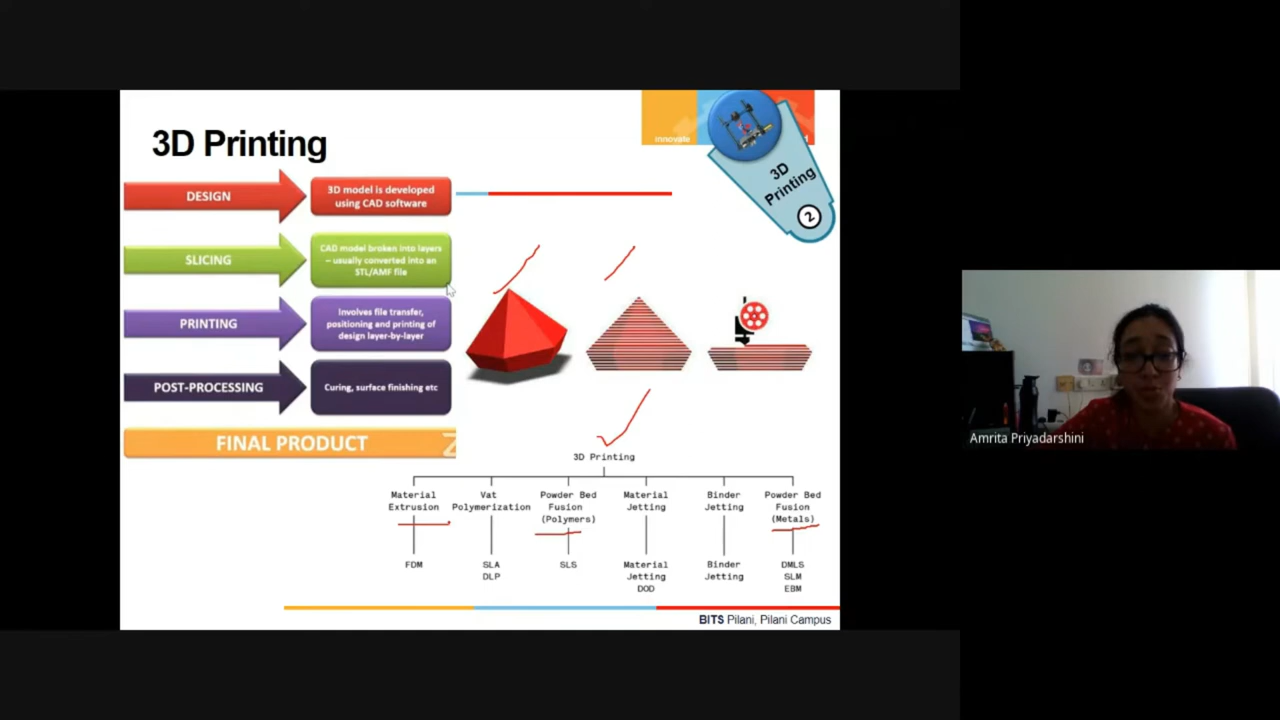 3D Printing
innovate
3D
Printing
2
DESIGN
3D model is developed
using CAD software
SLICING
CAD model broken into layers
– usually converted into an
STL/AMF file
PRINTING
Involves file transfer,
positioning and printing of
design layer-by-layer
POST-PROCESSING
Curing, surface finishing etc
FINAL PRODUCT
3D Printing
Material
Extrusion
Vat
Polymerization
Powder Bed
Fusion
(Polymers)
Material
Jetting
Binder
Jetting
Powder Bed
Fusion
(Metals)
FDM
SLA
DLP
SLS
Material
Jetting
DOD
Binder
Jetting
DMLS
SLM
EBM
BITS Pilani, Pilani Campus
Amrita Priyadarshini